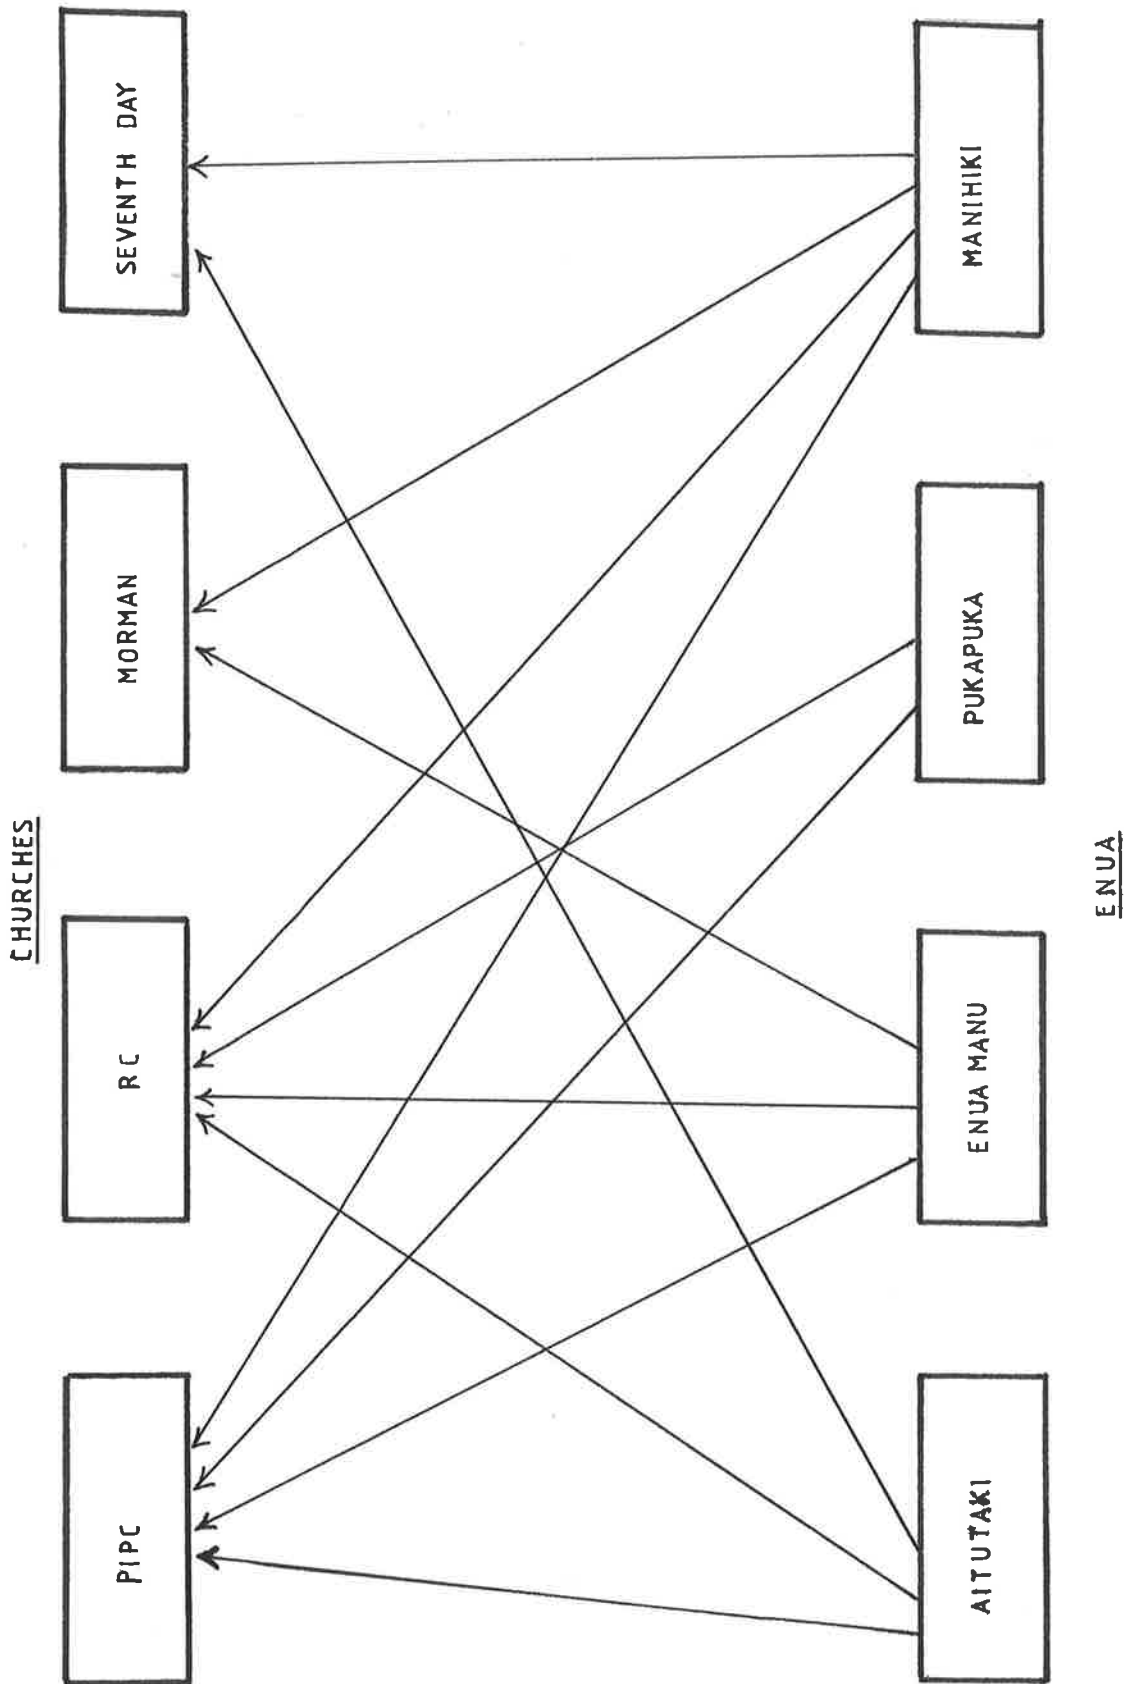 CHURCHES
PIPC
RC
MORMAN
SEVENTH DAY
AITUTAKI
ENUA MANU
PUKAPUKA
MANIHIKI
ENUA